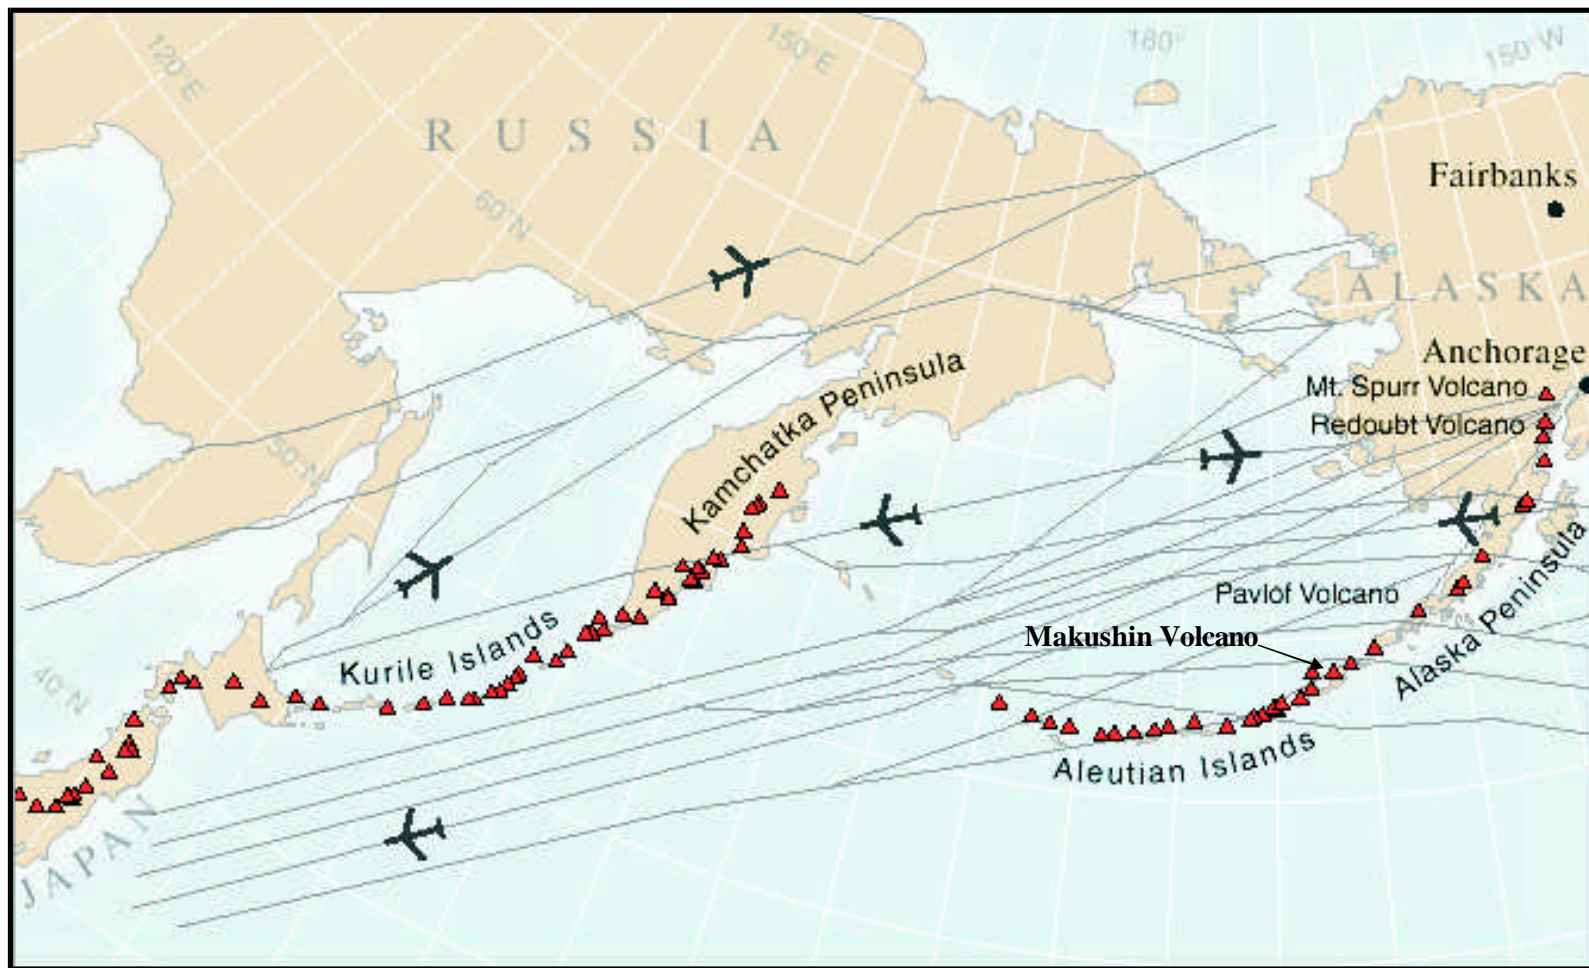 120°E
150°E
180°
150°W
RUSSIA
Fairbanks
60°N
ALASKA
Anchorage
Mt. Spurr Volcano
Redoubt Volcano
Kamchatka Peninsula
50°N
Pavlof Volcano
Makushin Volcano
Alaska Peninsula
Kurile Islands
40°N
Aleutian Islands
JAPAN